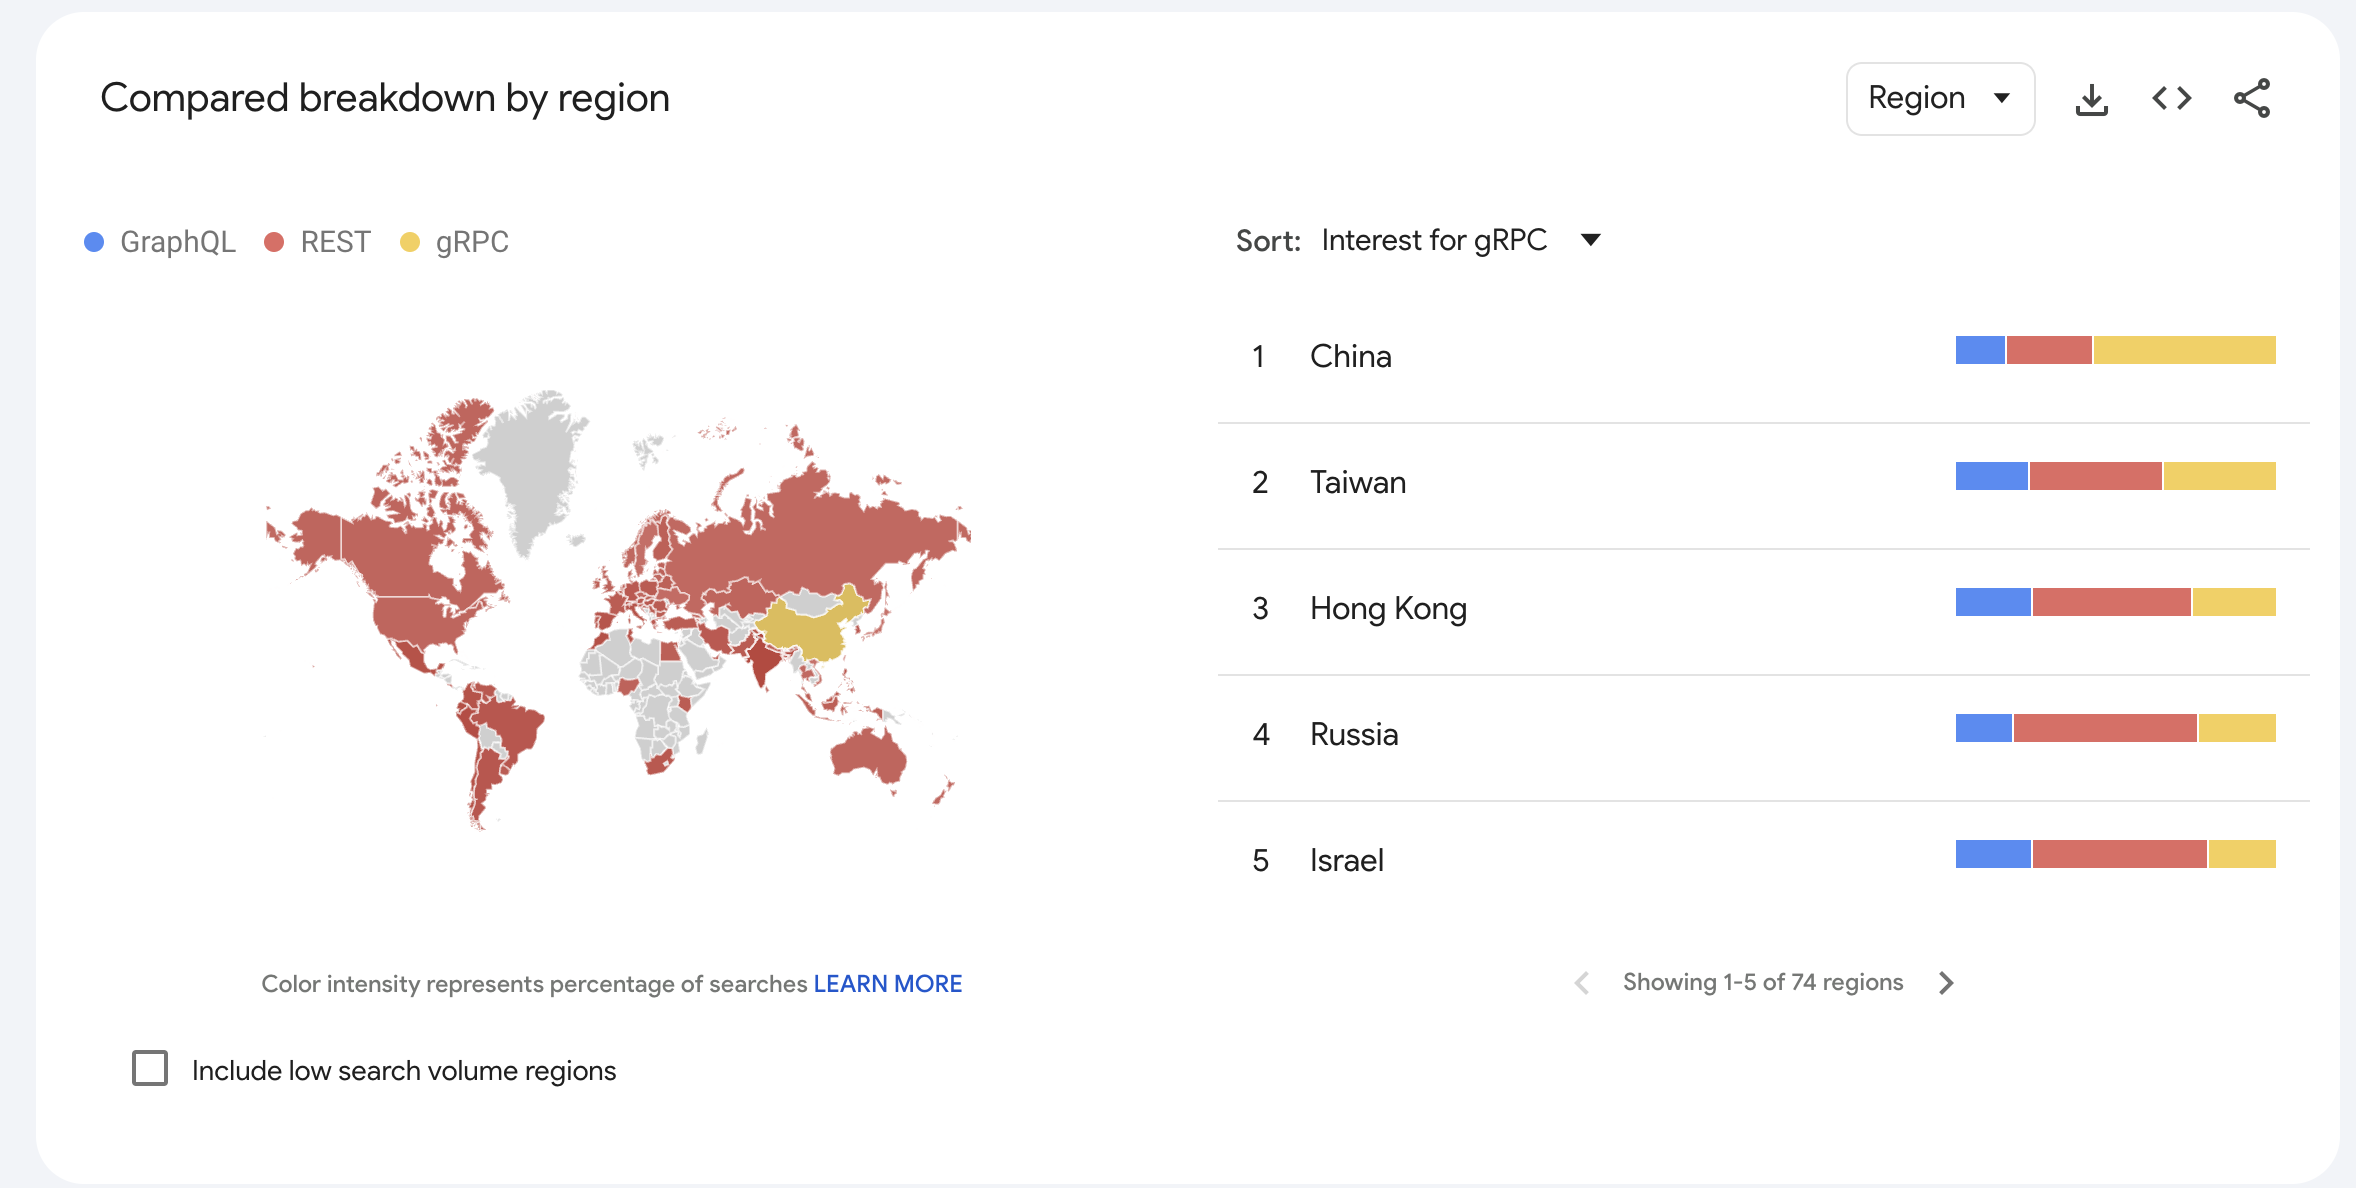 Compared breakdown by region
Region
GraphQL REST gRPC
Sort: Interest for gRPC
1 China
2 Taiwan
3 Hong Kong
4 Russia
5 Israel
Color intensity represents percentage of searches LEARN MORE
Showing 1-5 of 74 regions
Include low search volume regions